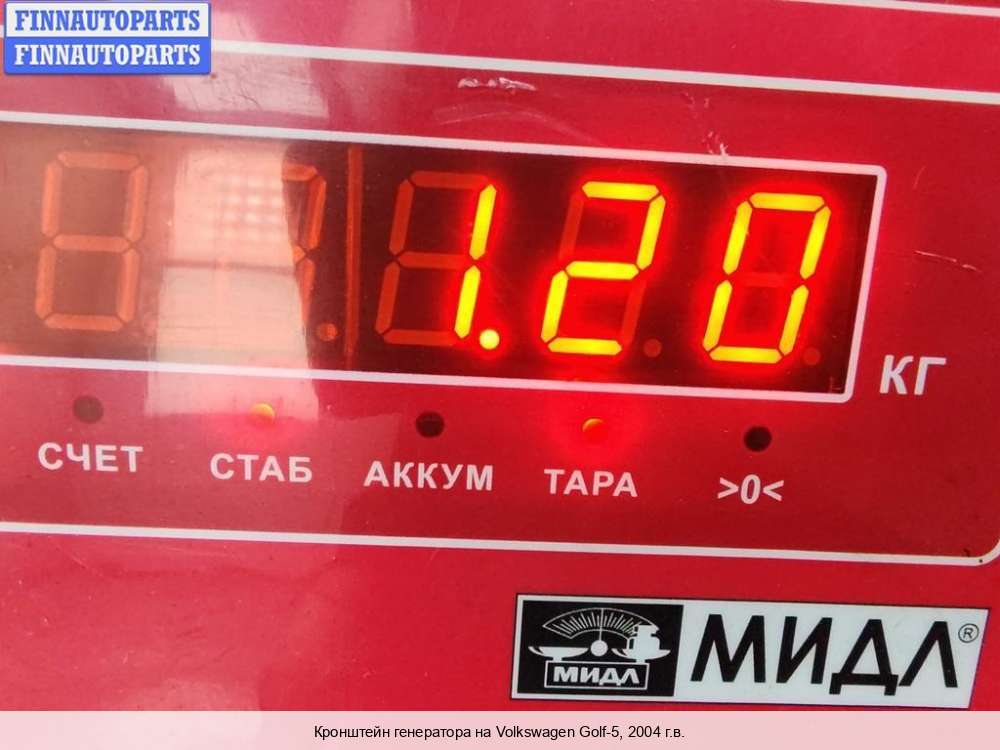 FINNAUTOPARTS
FINNAUTOPARTS
1.20
КГ
СЧЕТ СТАБ АККУМ ТАРА >0<
МИДЛ МИДЛ®
Кронштейн генератора на Volkswagen Golf-5, 2004 г.в.